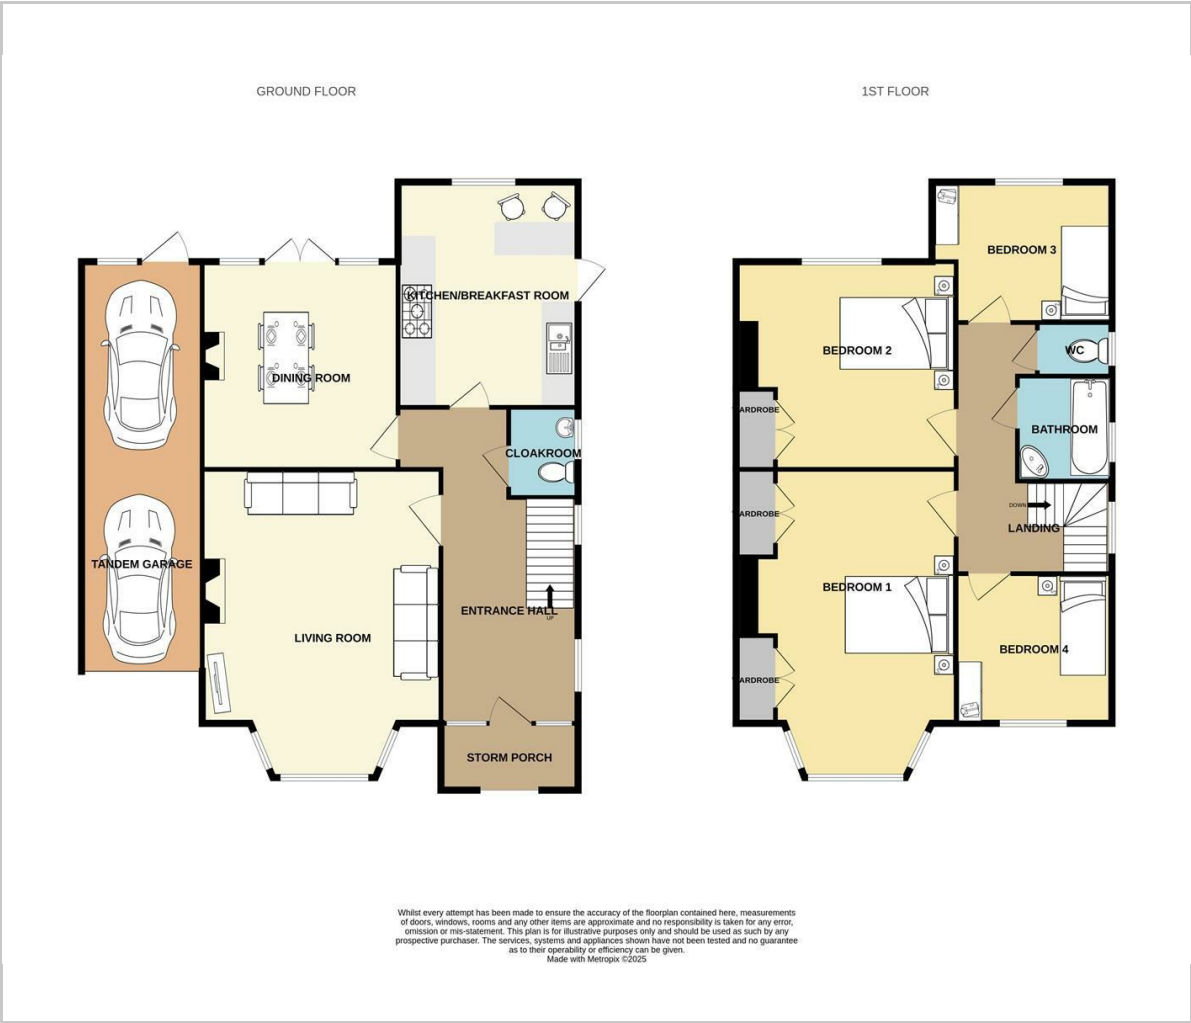 GROUND FLOOR
KITCHEN/BREAKFAST ROOM
DINING ROOM
CLOAKROOM
TANDEM GARAGE
ENTRANCE HALL
UP
LIVING ROOM
STORM PORCH
1ST FLOOR
BEDROOM 3
BEDROOM 2
WC
WARDROBE
BATHROOM
WARDROBE
DOWN
LANDING
BEDROOM 1
BEDROOM 4
WARDROBE
Whilst every attempt has been made to ensure the accuracy of the floorplan contained here, measurements
of doors, windows, rooms and any other items are approximate and no responsibility is taken for any error,
omission or mis-statement. This plan is for illustrative purposes only and should be used as such by any
prospective purchaser. The services, systems and appliances shown have not been tested and no guarantee
as to their operability or efficiency can be given.
Made with Metropix ©2025